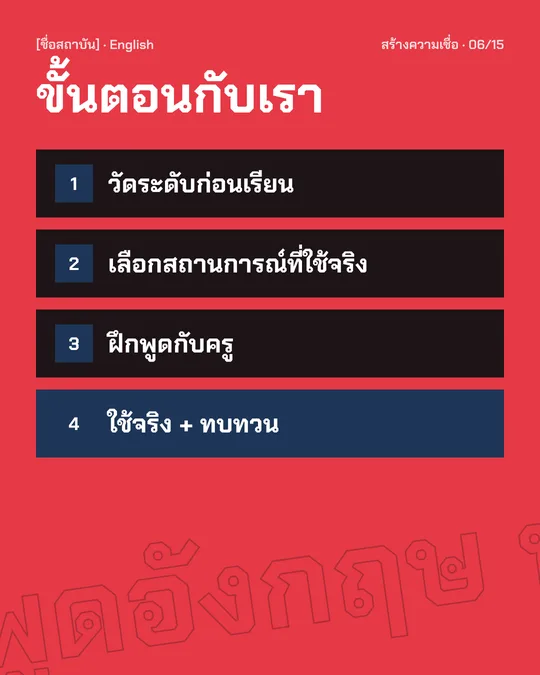 [ชื่อสถาบัน] · English
สร้างความเชื่อ · 06/15
ขั้นตอนกับเรา
1 วัดระดับก่อนเรียน
2 เลือกสถานการณ์ที่ใช้จริง
3 ฝึกพูดกับครู
4 ใช้จริง + ทบทวน
พูดอังกฤษ